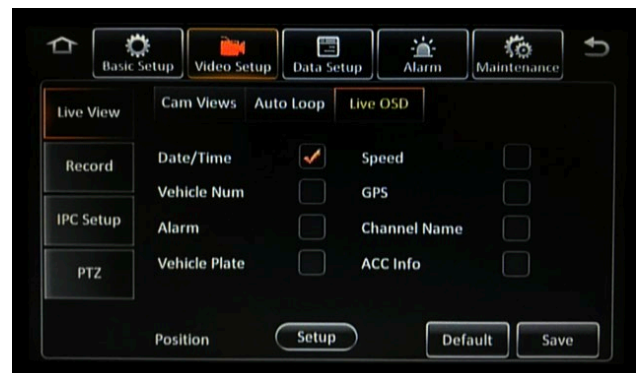 Basic Setup Video Setup Data Setup Alarm Maintenance
Live View
Record
IPC Setup
PTZ
Cam Views Auto Loop Live OSD
Date/Time Speed
Vehicle Num GPS
Alarm Channel Name
Vehicle Plate ACC Info
Position Setup Default Save